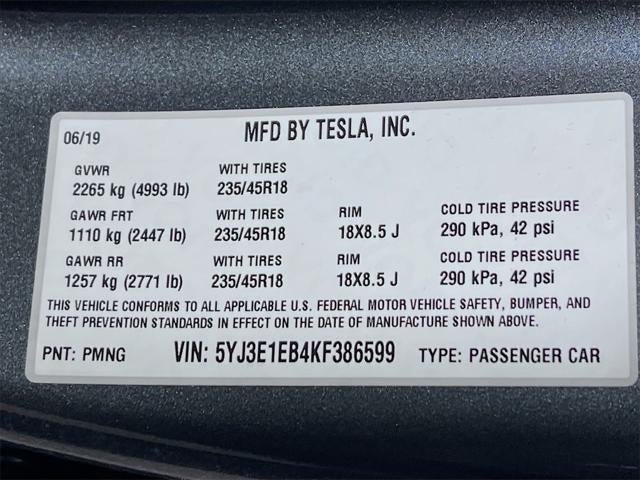 06/19 MFD BY TESLA, INC.
GVWR WITH TIRES
2265 kg (4993 lb) 235/45R18
GAWR FRT WITH TIRES RIM COLD TIRE PRESSURE
1110 kg (2447 lb) 235/45R18 18X8.5 J 290 kPa, 42 psi
GAWR RR WITH TIRES RIM COLD TIRE PRESSURE
1257 kg (2771 lb) 235/45R18 18X8.5 J 290 kPa, 42 psi
THIS VEHICLE CONFORMS TO ALL APPLICABLE U.S. FEDERAL MOTOR VEHICLE SAFETY, BUMPER, AND
THEFT PREVENTION STANDARDS IN EFFECT ON THE DATE OF MANUFACTURE SHOWN ABOVE.
PNT: PMNG VIN: 5YJ3E1EB4KF386599 TYPE: PASSENGER CAR